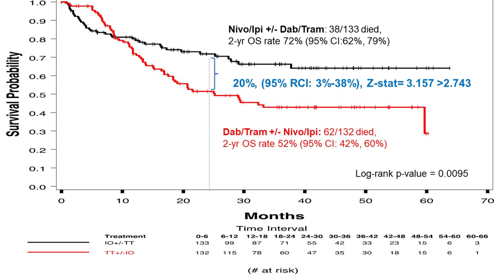 1.0
0.9
0.8
0.7
0.6
0.5
0.4
0.3
0.2
0.1
0.0
Survival Probability
Nivo/Ipi +/- Dab/Tram: 38/133 died,
2-yr OS rate 72% (95% CI:62%, 79%)
20%, (95% RCI: 3%-38%), Z-stat= 3.157 >2.743
Dab/Tram +/- Nivo/Ipi: 62/133 died,
2-yr OS rate 52% (95% CI: 42%, 60%)
Log-rank p-value = 0.0095
0 10 20 30 40 50 60 70
Months
Time Interval
Treatment 0-6 6-12 12-18 18-24 24-30 30-36 36-42 42-48 48-54 54-60 60-66
IO+/-TT 133 99 87 71 55 42 33 23 15 6 3
TT+/-IO 132 115 78 60 47 35 30 18 15 6 1
(# at risk)